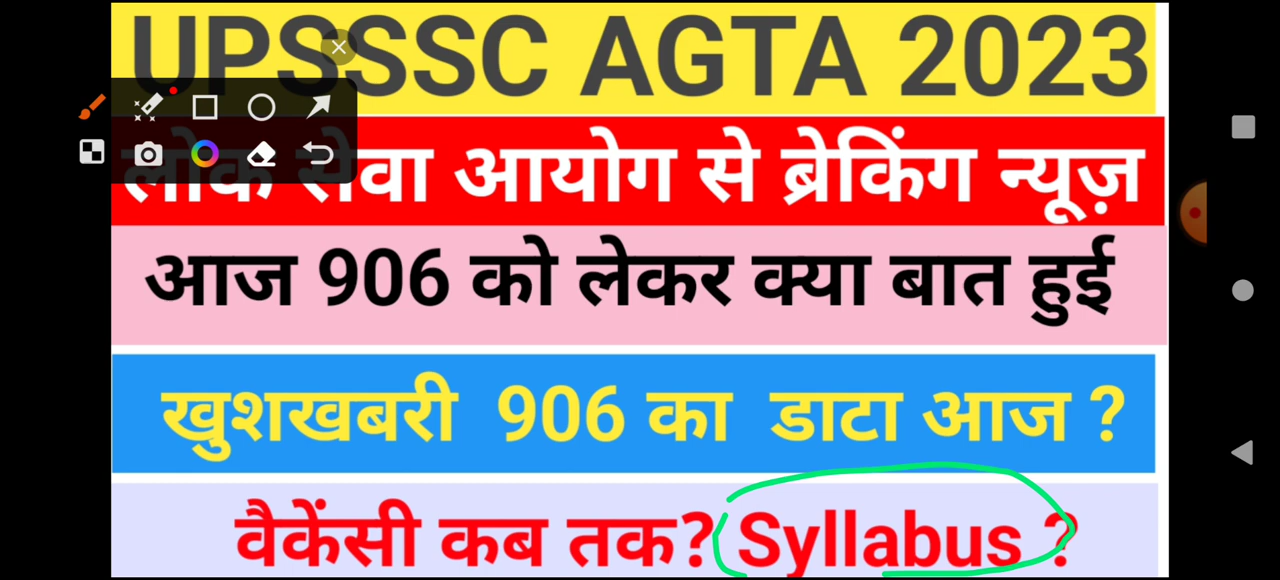 UPSSSC AGTA 2023
लोक सेवा आयोग से ब्रेकिंग न्यूज़
आज 906 को लेकर क्या बात हुई
खुशखबरी 906 का डाटा आज ?
वैकेंसी कब तक? Syllabus ?